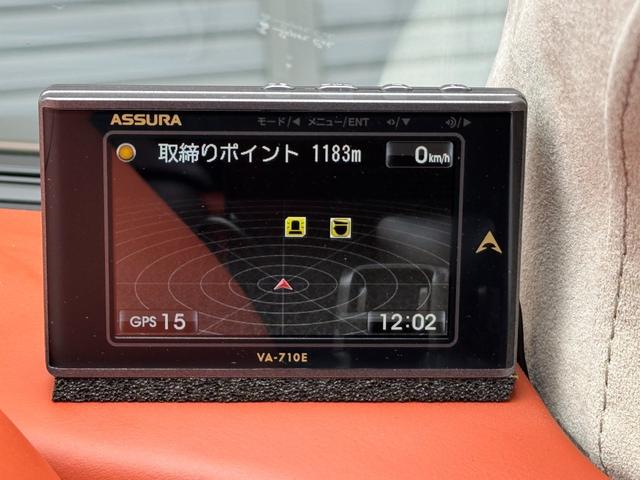 ASSURA
モード/◀ メニュー/ENT ◁·/▼ ◁))/▶
取締りポイント 1183m 0km/h
GPS 15 12:02
VA-710E